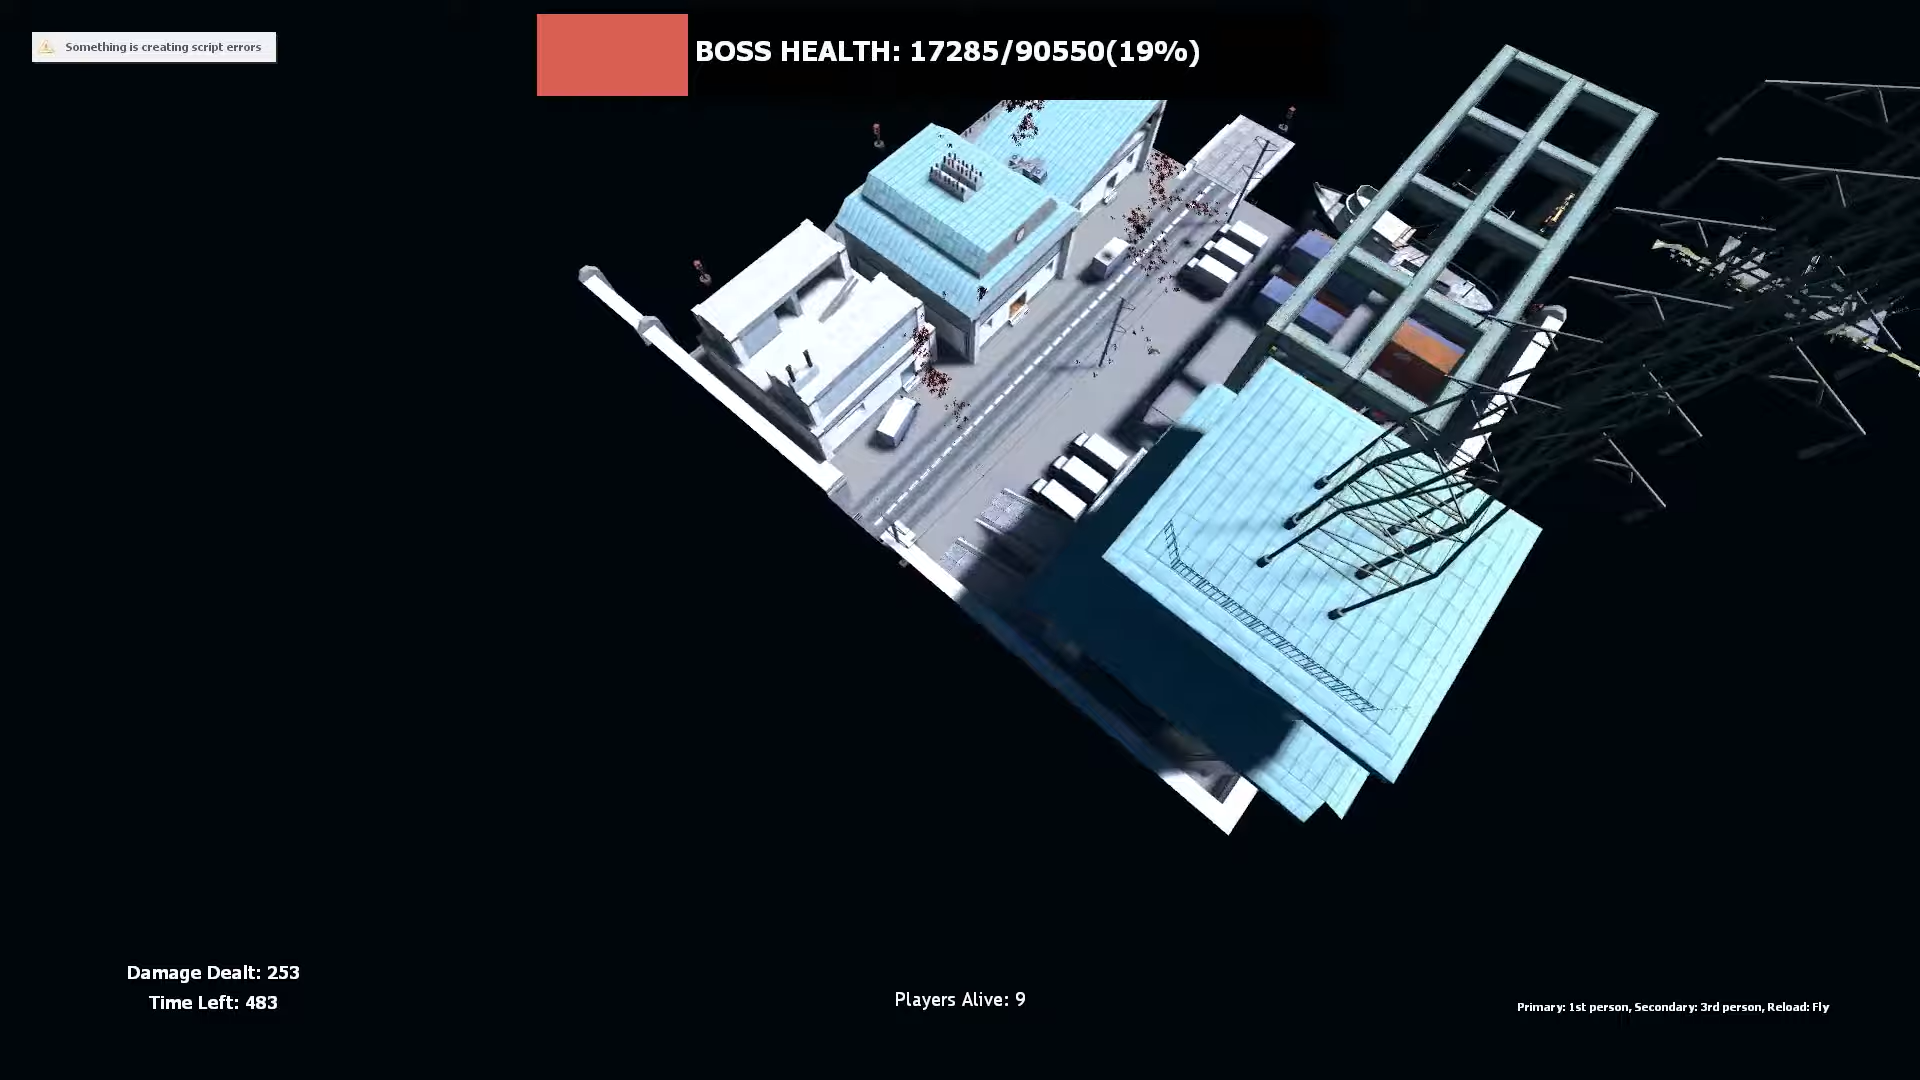 Something is creating script errors
BOSS HEALTH: 17285/90550(19%)
Damage Dealt: 253
Time Left: 483
Players Alive: 9
Primary: 1st person, Secondary: 3rd person, Reload: Fly